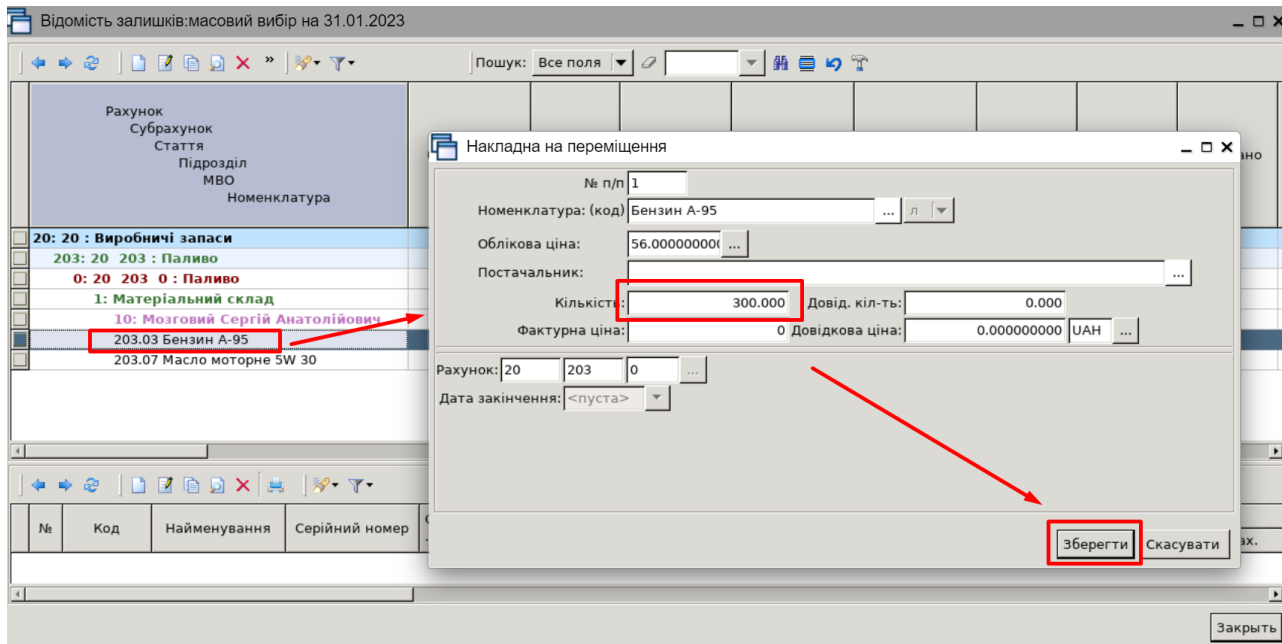 Відомість залишків:масовий вибір на 31.01.2023
Пошук: Все поля
Рахунок
Субрахунок
Стаття
Підрозділ
МВО
Номенклатура
20: 20 : Виробничі запаси
203: 20 203 : Паливо
0: 20 203 0 : Паливо
1: Матеріальний склад
10: Мозговий Сергій Анатолійович
203.03 Бензин А-95
203.07 Масло моторне 5W 30
Накладна на переміщення
№ п/п 1
Номенклатура: (код) Бензин А-95 ... л
Облікова ціна: 56.000000000 ...
Постачальник: ...
Кількість: 300.000 Довід. кіл-ть: 0.000
Фактурна ціна: 0 Довідкова ціна: 0.000000000 UAH ...
Рахунок: 20 203 0 ...
Дата закінчення: <пуста>
Зберегти Скасувати
№ Код Найменування Серійний номер
Закрыть